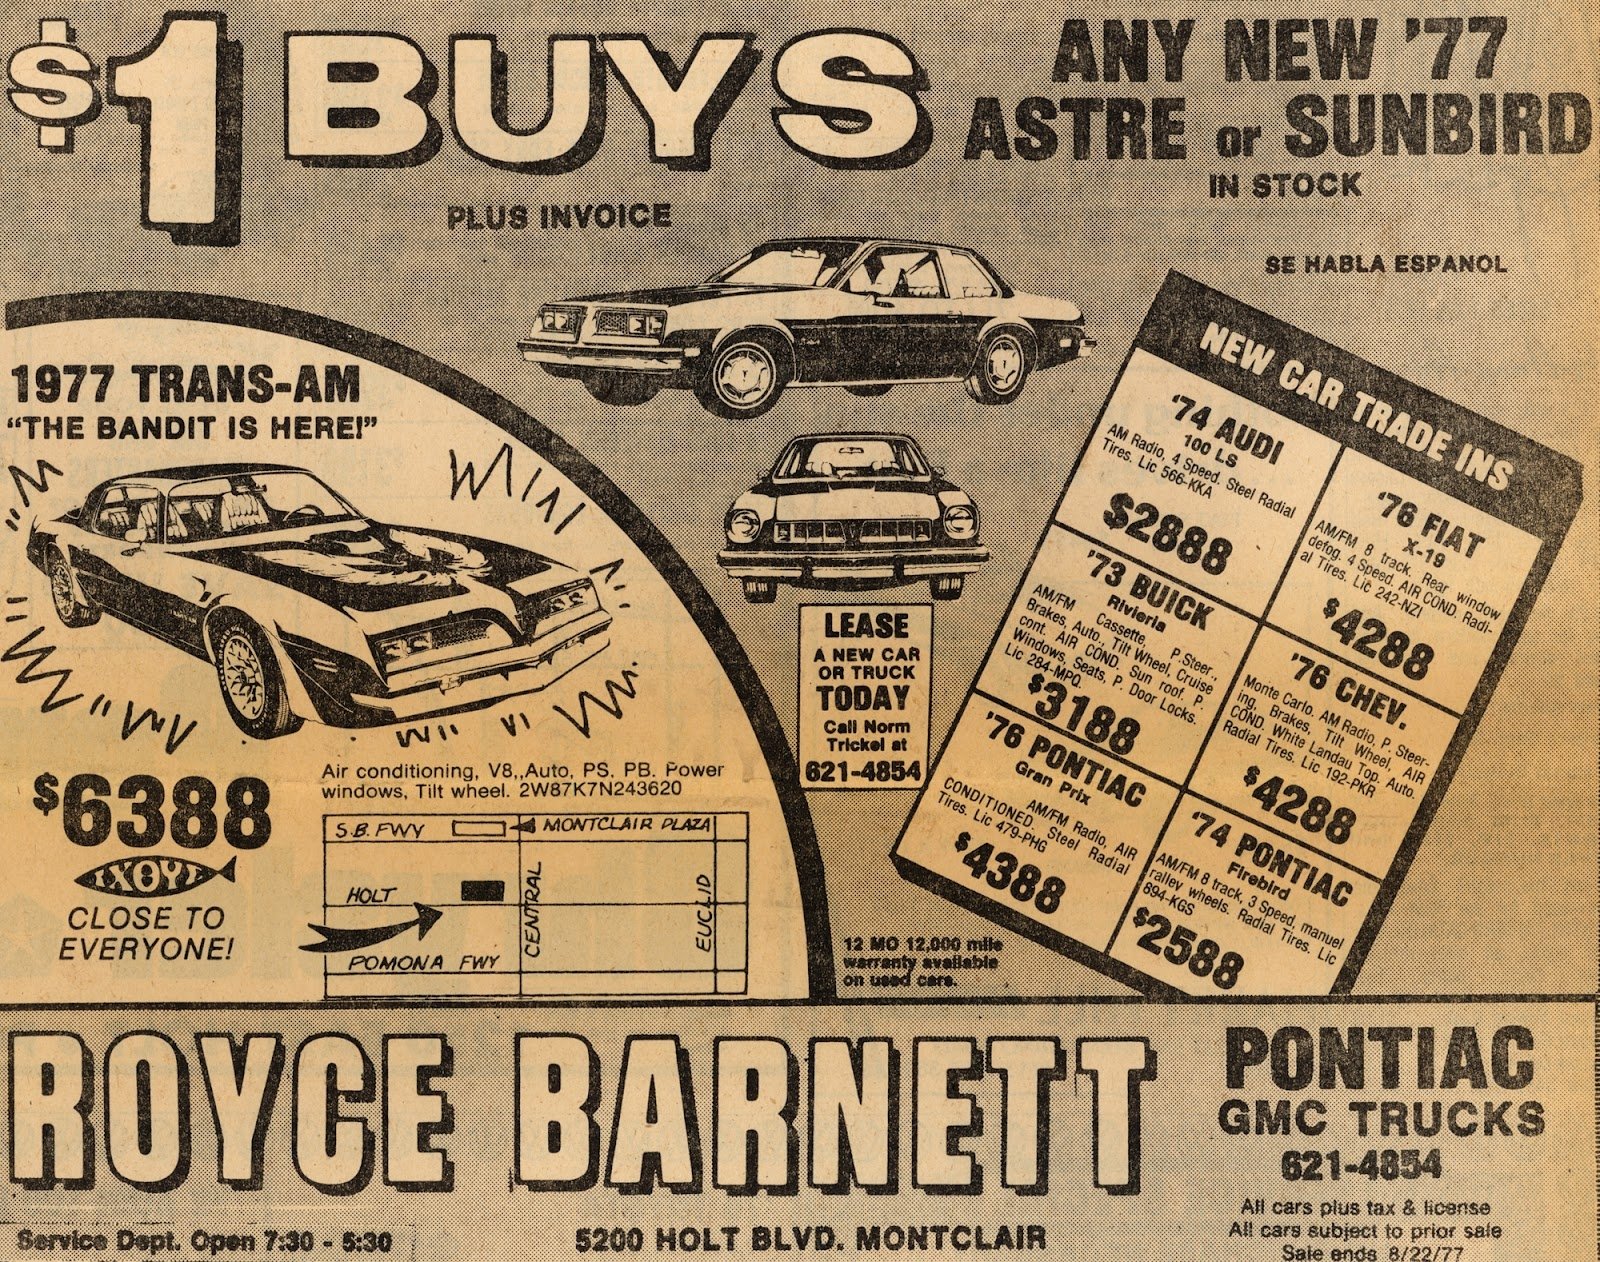 $1 BUYS
PLUS INVOICE
ANY NEW '77
ASTRE or SUNBIRD
IN STOCK
SE HABLA ESPANOL
1977 TRANS-AM
"THE BANDIT IS HERE!"
$6388
Air conditioning, V8,,Auto, PS. PB. Power
windows, Tilt wheel. 2W87K7N243620
ΙΧΘΥΣ
CLOSE TO
EVERYONE!
S.B. FWY
MONTCLAIR PLAZA
HOLT
CENTRAL
EUCLID
POMONA FWY
LEASE
A NEW CAR
OR TRUCK
TODAY
Call Norm
Trickel at
621-4854
NEW CAR TRADE INS
'74 AUDI
100 LS
AM Radio, 4 Speed. Steel Radial
Tires. Lic 566-KKA
$2888
'76 FIAT
X-19
AM/FM 8 track, Rear window
defog. 4 Speed. AIR COND. Radi-
al Tires. Lic 242-NZI
$4288
'73 BUICK
Rivieria
AM/FM Cassette, P.Steer.,
Brakes, Auto., Tilt Wheel, Cruise
cont. AIR COND. Sun roof. P.
Windows, Seats, P. Door Locks.
Lic 284-MPQ.
$3188
'76 CHEV.
Monte Carlo. AM Radio, P. Steer-
ing, Brakes, Tilt Wheel, AIR
COND. White Landau Top. Auto.
Radial Tires. Lic 192-PKR
$4288
'76 PONTIAC
Gran Prix
AM/FM Radio, AIR
CONDITIONED. Steel Radial
Tires. Lic 479-PHG
$4388
'74 PONTIAC
Firebird
AM/FM 8 track, 3 Speed, manuel
ralley wheels. Radial Tires. Lic
894-KGS
$2588
12 MO 12,000 mile
warranty available
on used cars.
ROYCE BARNETT
PONTIAC
GMC TRUCKS
621-4854
All cars plus tax & license
All cars subject to prior sale
Sale ends 8/22/77
Service Dept. Open 7:30 - 5:30
5200 HOLT BLVD. MONTCLAIR